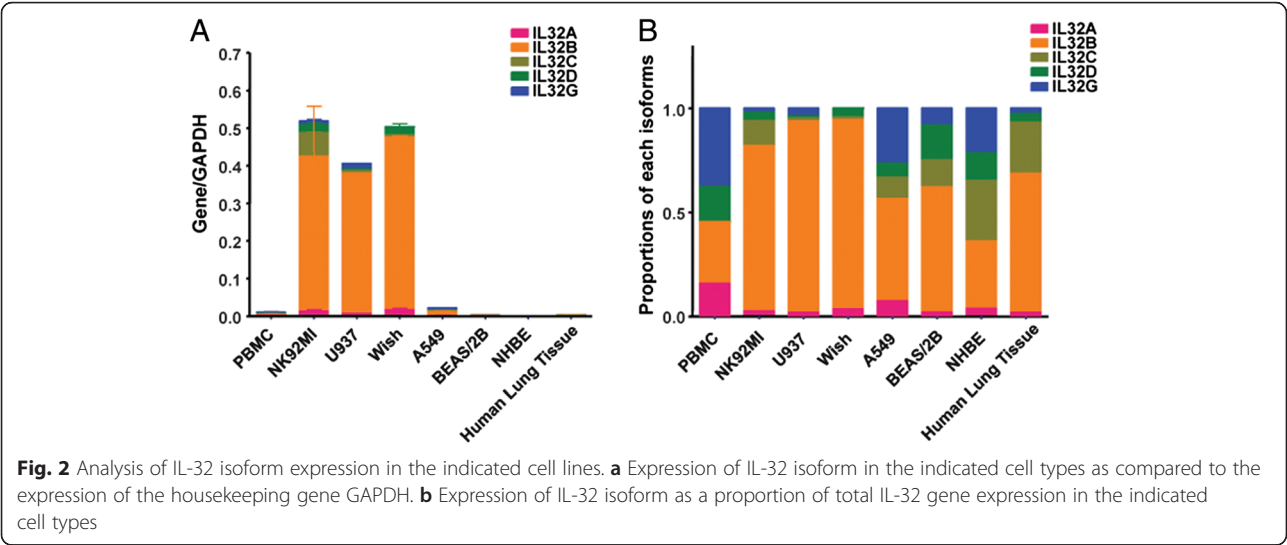 A
IL32A
IL32B
IL32C
IL32D
IL32G
Gene/GAPDH
0.7
0.6
0.5
0.4
0.3
0.2
0.1
0.0
PBMC
NK92MI
U937
Wish
A549
BEAS/2B
NHBE
Human Lung Tissue
B
IL32A
IL32B
IL32C
IL32D
IL32G
Proportions of each isoforms
1.0
0.5
0.0
PBMC
NK92MI
U937
Wish
A549
BEAS/2B
NHBE
Human Lung Tissue
Fig. 2 Analysis of IL-32 isoform expression in the indicated cell lines. a Expression of IL-32 isoform in the indicated cell types as compared to the
expression of the housekeeping gene GAPDH. b Expression of IL-32 isoform as a proportion of total IL-32 gene expression in the indicated
cell types